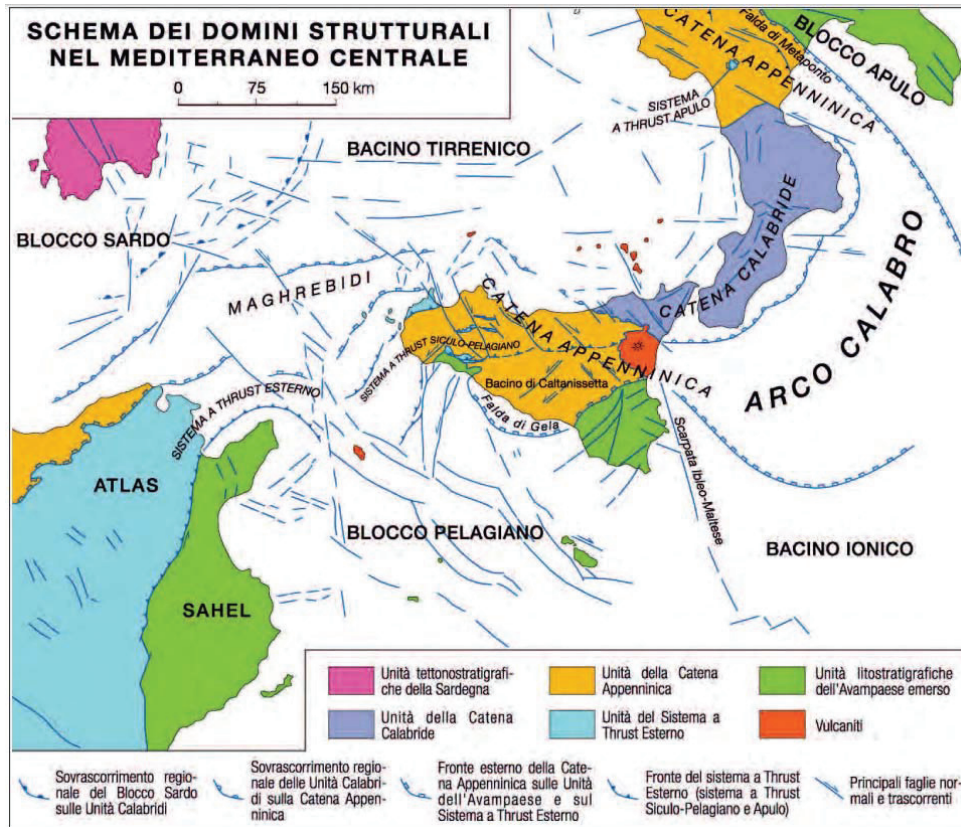 SCHEMA DEI DOMINI STRUTTURALI
NEL MEDITERRANEO CENTRALE
0 75 150 km
CATENA APPENNINICA
Falda di Metaponto
BLOCCO APULO
SISTEMA
A THRUST APULO
BACINO TIRRENICO
BLOCCO SARDO
MAGHREBIDI
CATENA CALABRIDE
CATENA APPENNINICA
ARCO CALABRO
SISTEMA A THRUST SICULO-PELAGIANO
Bacino di Caltanissetta
SISTEMA A THRUST ESTERNO
Falda di Gela
Scarpata Ibleo-Maltese
ATLAS
BLOCCO PELAGIANO
BACINO IONICO
SAHEL
Unità tettonostratigrafi-
che della Sardegna
Unità della Catena
Appenninica
Unità litostratigrafiche
dell'Avampaese emerso
Unità della Catena
Calabride
Unità del Sistema a
Thrust Esterno
Vulcaniti
Sovrascorrimento regio-
nale del Blocco Sardo
sulle Unità Calabridi
Sovrascorrimento regio-
nale delle Unità Calabri-
di sulla Catena Appen-
ninica
Fronte esterno della Cate-
na Appenninica sulle Unità
dell'Avampaese e sul
Sistema a Thrust Esterno
Fronte del sistema a Thrust
Esterno (sistema a Thrust
Siculo-Pelagiano e Apulo)
Principali faglie nor-
mali e trascorrenti